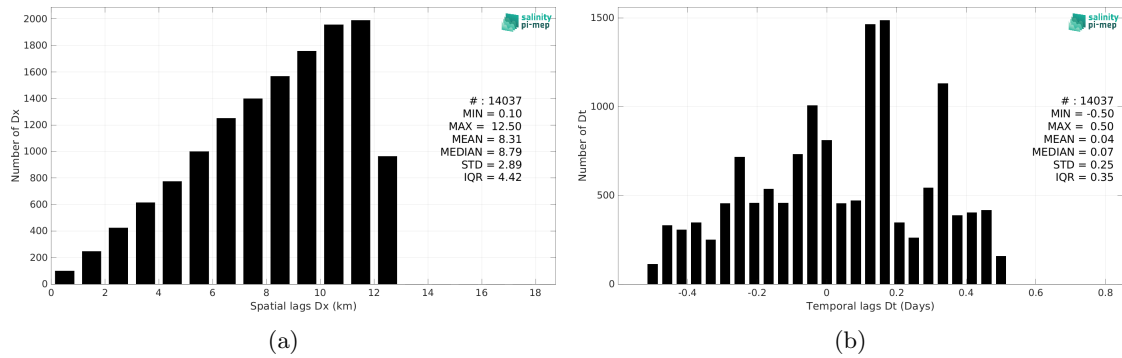 2000
1800
1600
1400
1200
1000
800
600
400
200
0
Number of Dx
0 2 4 6 8 10 12 14 16 18
Spatial lags Dx (km)
salinity
pi-mep
# : 14037
MIN = 0.10
MAX = 12.50
MEAN = 8.31
MEDIAN = 8.79
STD = 2.89
IQR = 4.42
(a)
1500
1000
500
0
Number of Dt
-0.4 -0.2 0 0.2 0.4 0.6 0.8
Temporal lags Dt (Days)
salinity
pi-mep
# : 14037
MIN = -0.50
MAX = 0.50
MEAN = 0.04
MEDIAN = 0.07
STD = 0.25
IQR = 0.35
(b)